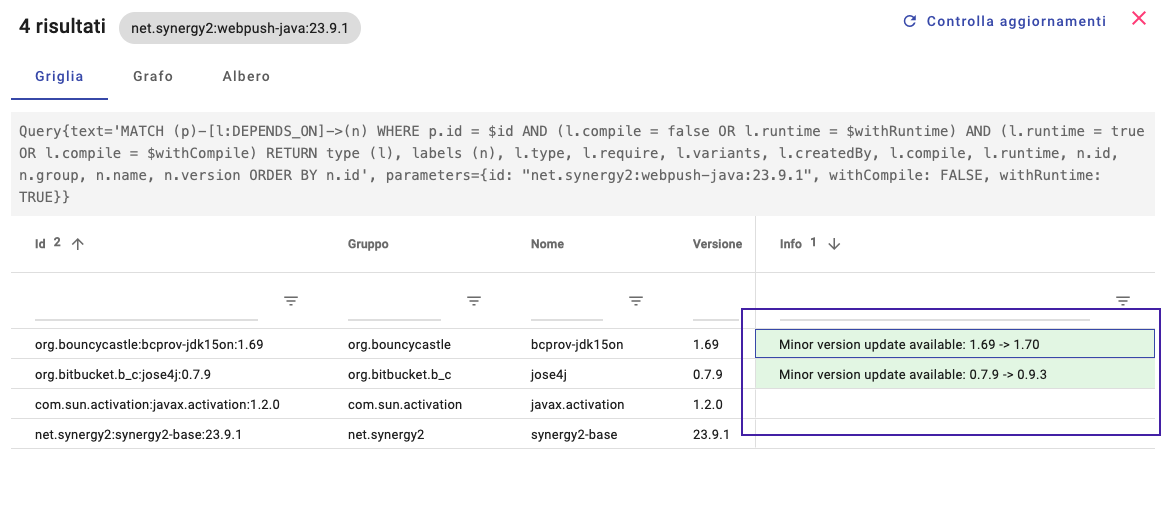 4 risultati net.synergy2:webpush-java:23.9.1 Controlla aggiornamenti
Griglia Grafo Albero
Query{text='MATCH (p)-[l:DEPENDS_ON]->(n) WHERE p.id = $id AND (l.compile = false OR l.runtime = $withRuntime) AND (l.runtime = true
OR l.compile = $withCompile) RETURN type (l), labels (n), l.type, l.require, l.variants, l.createdBy, l.compile, l.runtime, n.id,
n.group, n.name, n.version ORDER BY n.id', parameters={id: "net.synergy2:webpush-java:23.9.1", withCompile: FALSE, withRuntime:
TRUE}}
Id 2 Gruppo Nome Versione Info 1
org.bouncycastle:bcprov-jdk15on:1.69 org.bouncycastle bcprov-jdk15on 1.69 Minor version update available: 1.69 -> 1.70
org.bitbucket.b_c:jose4j:0.7.9 org.bitbucket.b_c jose4j 0.7.9 Minor version update available: 0.7.9 -> 0.9.3
com.sun.activation:javax.activation:1.2.0 com.sun.activation javax.activation 1.2.0
net.synergy2:synergy2-base:23.9.1 net.synergy2 synergy2-base 23.9.1